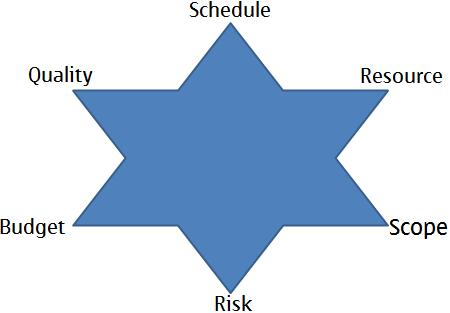 Schedule
Quality
Resource
Budget
Scope
Risk